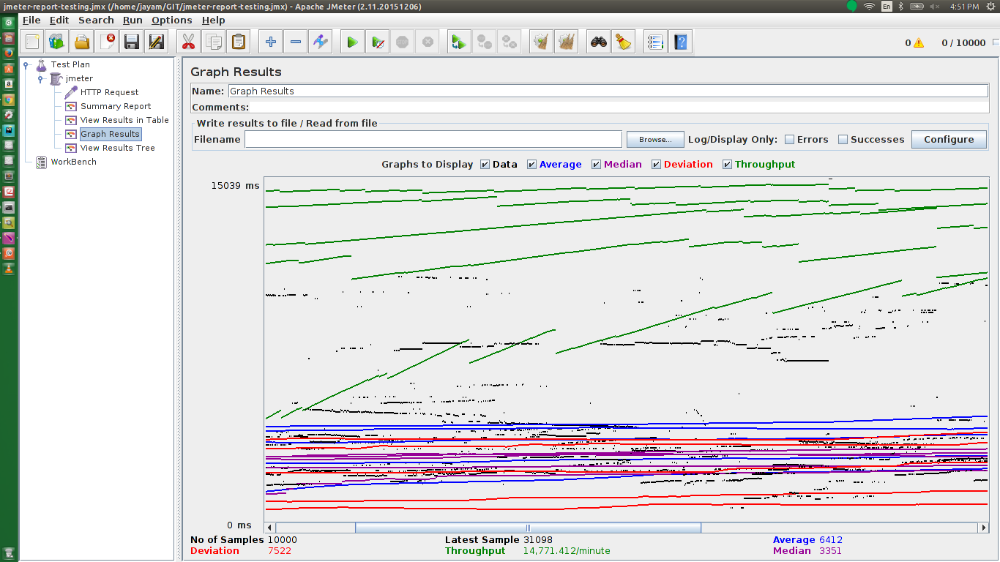 jmeter-report-testing.jmx (/home/jayam/GIT/jmeter-report-testing.jmx) - Apache JMeter (2.11.20151206)
En
4:51 PM
File Edit Search Run Options Help
0
0 / 10000
Test Plan
jmeter
HTTP Request
Summary Report
View Results in Table
Graph Results
View Results Tree
WorkBench
Graph Results
Name: Graph Results
Comments:
Write results to file / Read from file
Filename Browse... Log/Display Only: Errors Successes Configure
Graphs to Display Data Average Median Deviation Throughput
15039 ms
0 ms
No of Samples 10000 Latest Sample 31098 Average 6412
Deviation 7522 Throughput 14,771.412/minute Median 3351